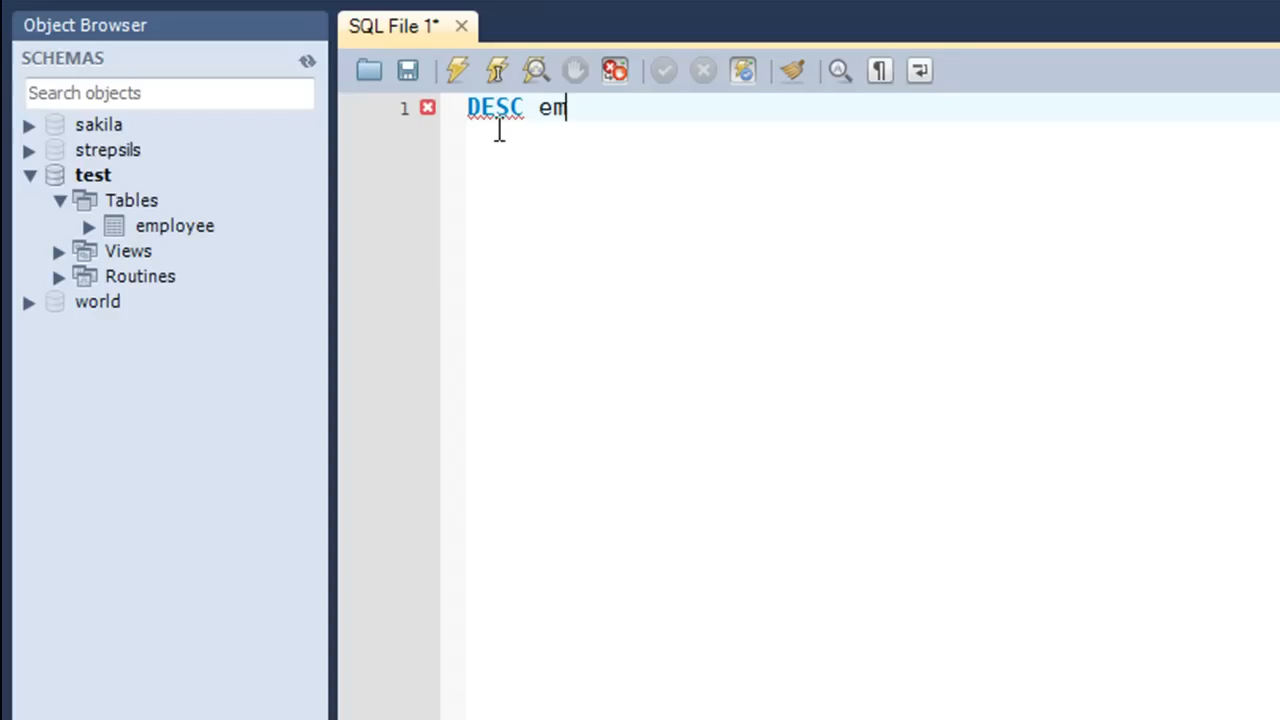 Object Browser
SQL File 1*
SCHEMAS
Search objects
1 DESC em
sakila
strepsils
test
Tables
employee
Views
Routines
world